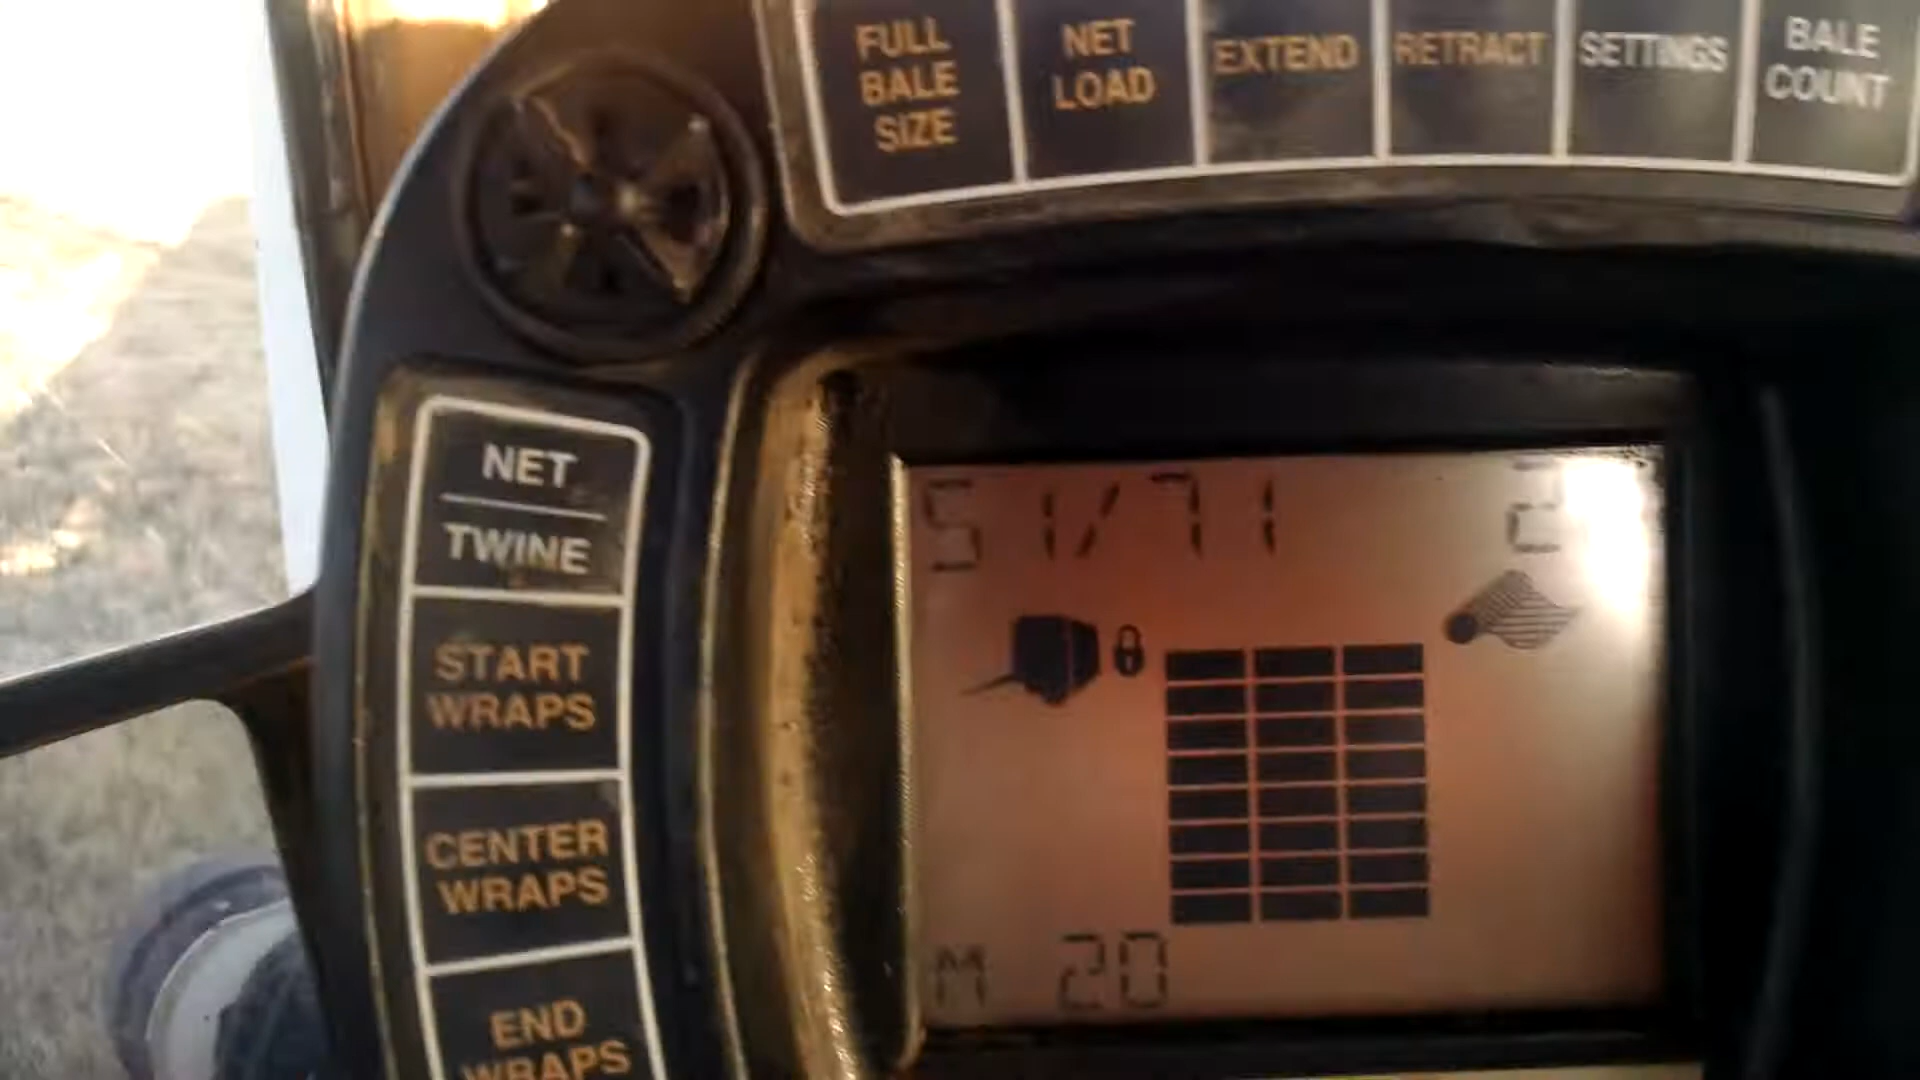 FULL
BALE
SIZE
NET
LOAD
EXTEND
RETRACT
SETTINGS
BALE
COUNT
NET
TWINE
START
WRAPS
CENTER
WRAPS
END
WRAPS
51/71
2
M 20